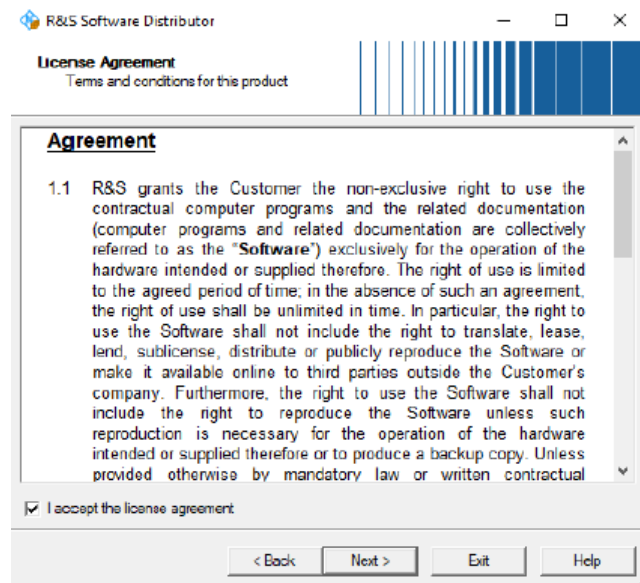 R&S Software Distributor
License Agreement
Terms and conditions for this product
Agreement
1.1 R&S grants the Customer the non-exclusive right to use the
contractual computer programs and the related documentation
(computer programs and related documentation are collectively
referred to as the "Software") exclusively for the operation of the
hardware intended or supplied therefore. The right of use is limited
to the agreed period of time; in the absence of such an agreement,
the right of use shall be unlimited in time. In particular, the right to
use the Software shall not include the right to translate, lease,
lend, sublicense, distribute or publicly reproduce the Software or
make it available online to third parties outside the Customer's
company. Furthermore, the right to use the Software shall not
include the right to reproduce the Software unless such
reproduction is necessary for the operation of the hardware
intended or supplied therefore or to produce a backup copy. Unless
provided otherwise by mandatory law or written contractual
I accept the license agreement
< Back Next > Exit Help